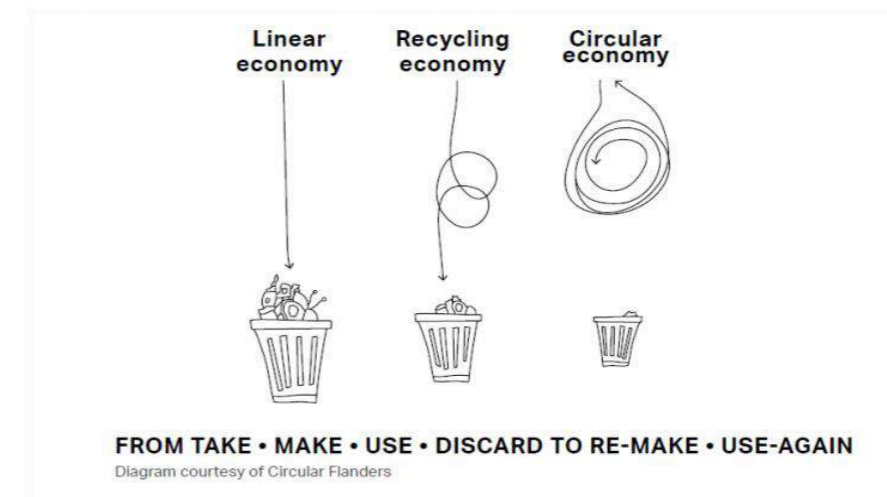 Linear
economy
Recycling
economy
Circular
economy
FROM TAKE • MAKE • USE • DISCARD TO RE-MAKE • USE-AGAIN
Diagram courtesy of Circular Flanders